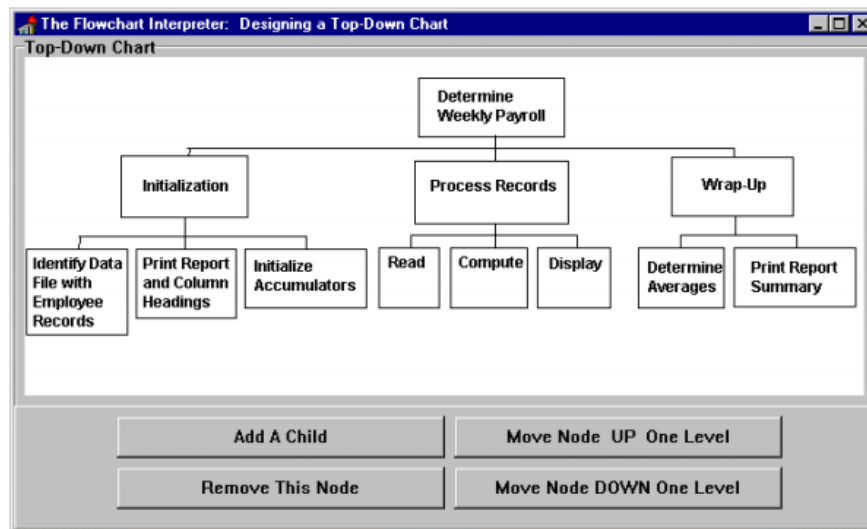 The Flowchart Interpreter:  Designing a Top-Down Chart
Top-Down Chart
Determine
Weekly Payroll
Initialization
Process Records
Wrap-Up
Identify Data
File with
Employee
Records
Print Report
and Column
Headings
Initialize
Accumulators
Read
Compute
Display
Determine
Averages
Print Report
Summary
Add A Child
Move Node  UP  One Level
Remove This Node
Move Node DOWN One Level